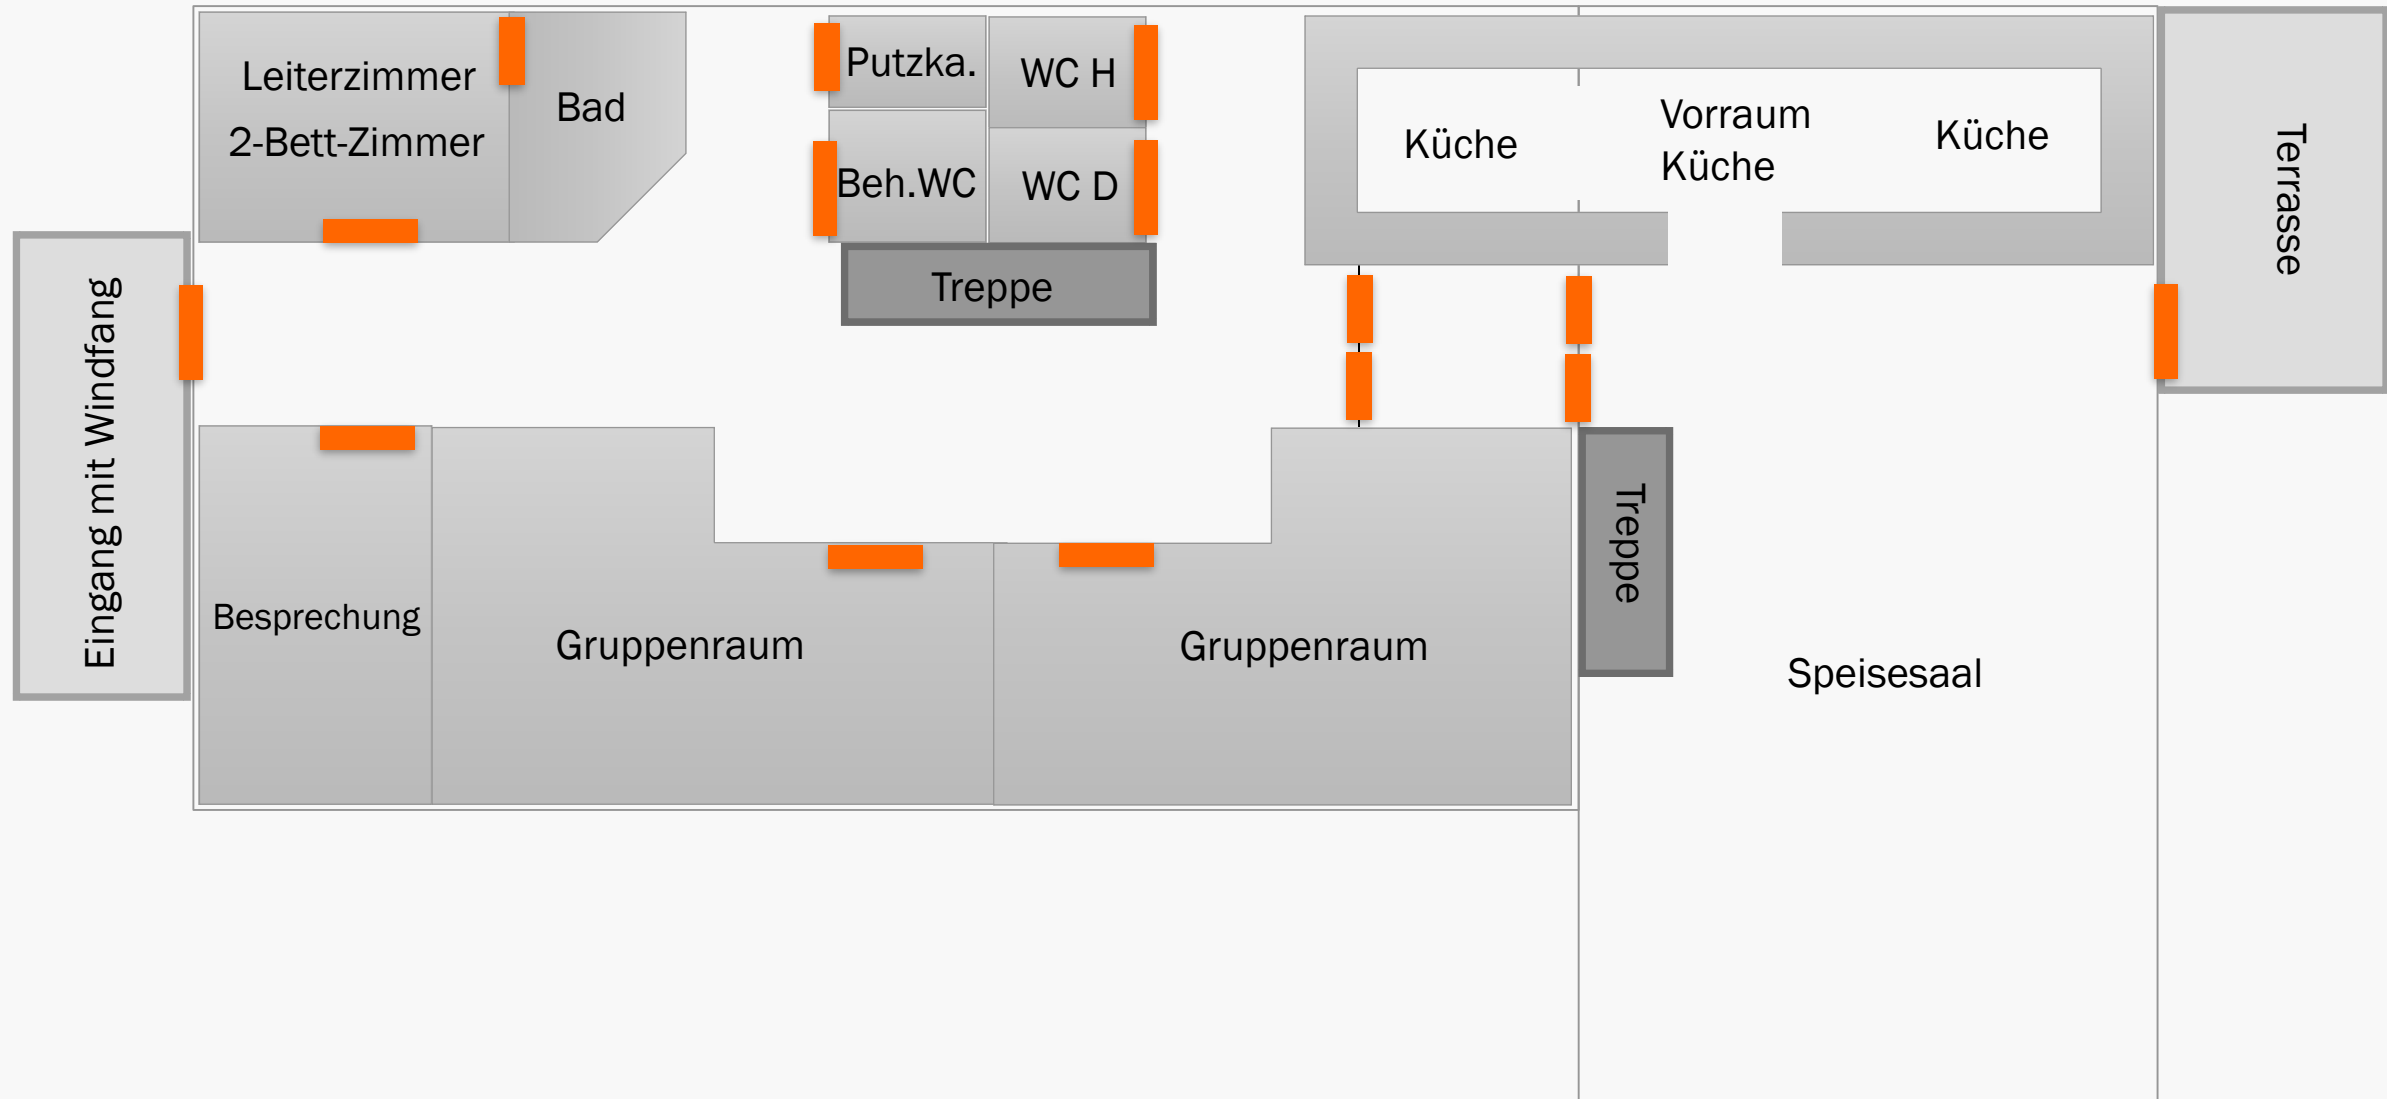 Leiterzimmer
2-Bett-Zimmer
Bad
Putzka.
WC H
Beh.WC
WC D
Treppe
Küche
Vorraum
Küche
Küche
Terrasse
Eingang mit Windfang
Besprechung
Gruppenraum
Gruppenraum
Treppe
Speisesaal